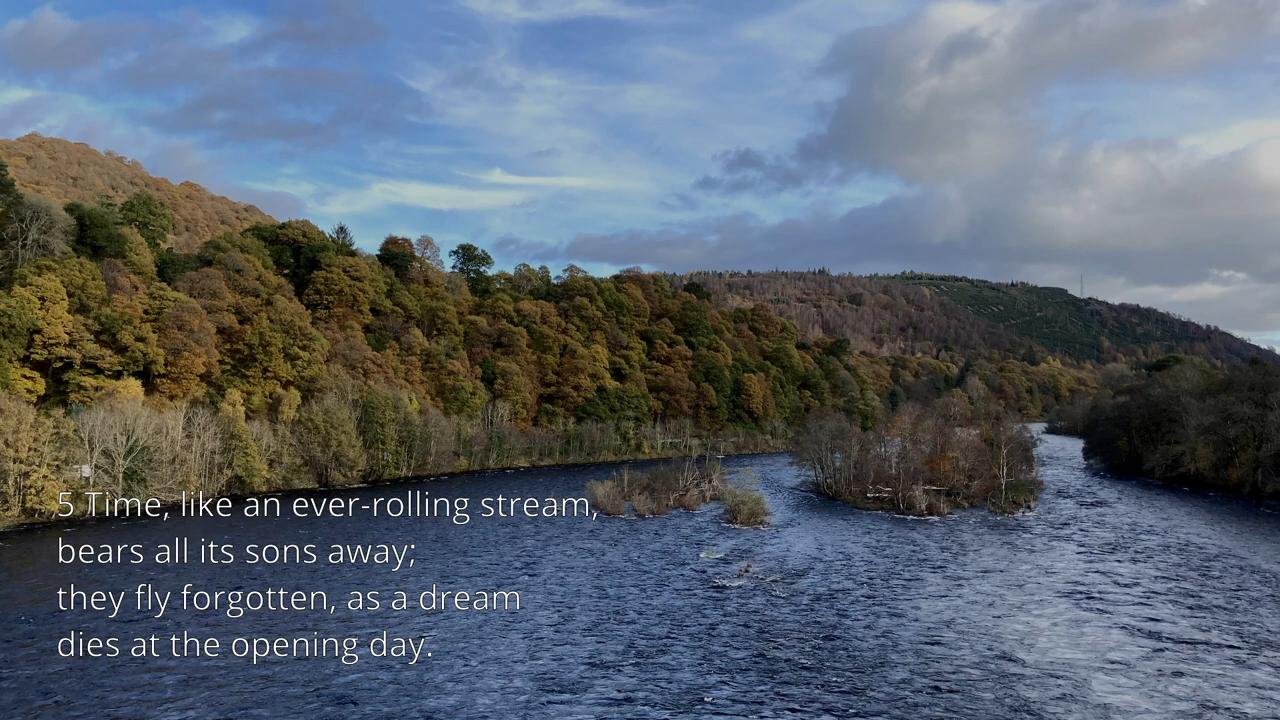 5 Time, like an ever-rolling stream,
bears all its sons away;
they fly forgotten, as a dream
dies at the opening day.